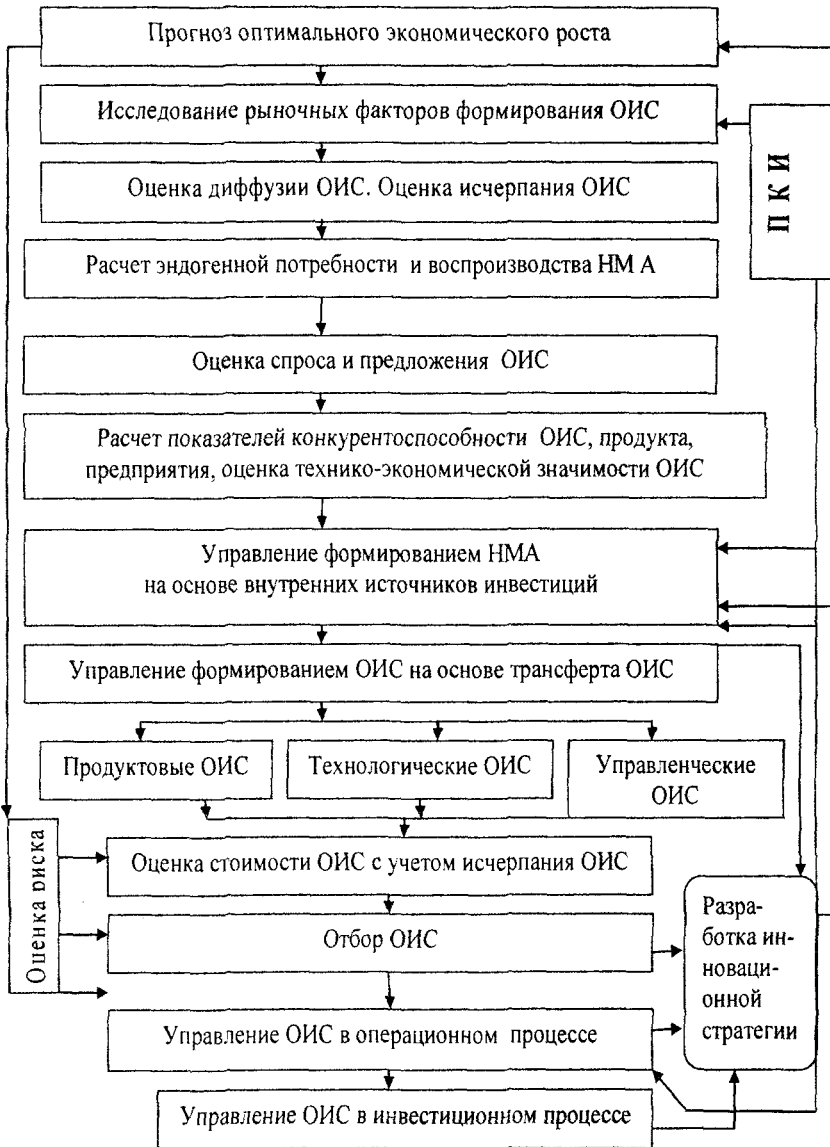 Прогноз оптимального экономического роста
Исследование рыночных факторов формирования ОИС
ПКИ
Оценка диффузии ОИС. Оценка исчерпания ОИС
Расчет эндогенной потребности и воспроизводства НМ А
Оценка спроса и предложения ОИС
Расчет показателей конкурентоспособности ОИС, продукта,
предприятия, оценка технико-экономической значимости ОИС
Управление формированием НМА
на основе внутренних источников инвестиций
Управление формированием ОИС на основе трансферта ОИС
Продуктовые ОИС
Технологические ОИС
Управленческие
ОИС
Оценка риска
Оценка стоимости ОИС с учетом исчерпания ОИС
Отбор ОИС
Разра-
ботка ин-
новаци-
онной
стратегии
Управление ОИС в операционном процессе
Управление ОИС в инвестиционном процессе